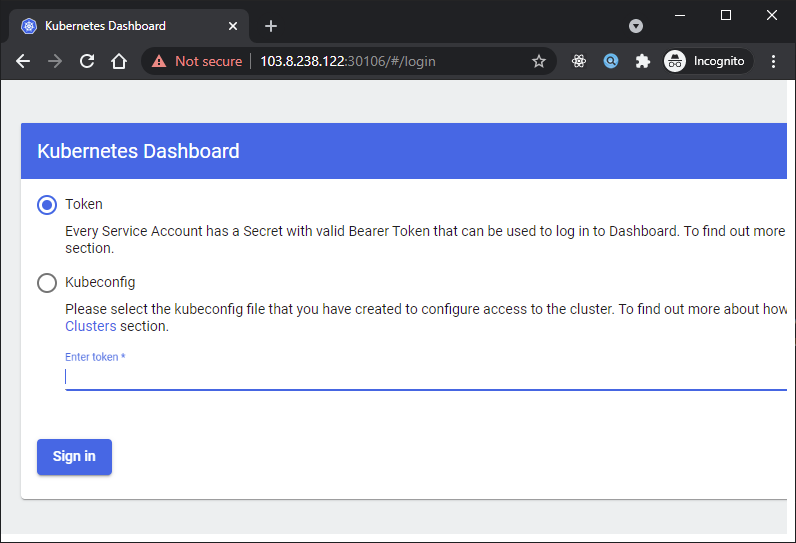 Kubernetes Dashboard
Not secure 103.8.238.122:30106/#/login
Incognito
Kubernetes Dashboard
Token
Every Service Account has a Secret with valid Bearer Token that can be used to log in to Dashboard. To find out more
section.
Kubeconfig
Please select the kubeconfig file that you have created to configure access to the cluster. To find out more about how
Clusters section.
Enter token *
Sign in